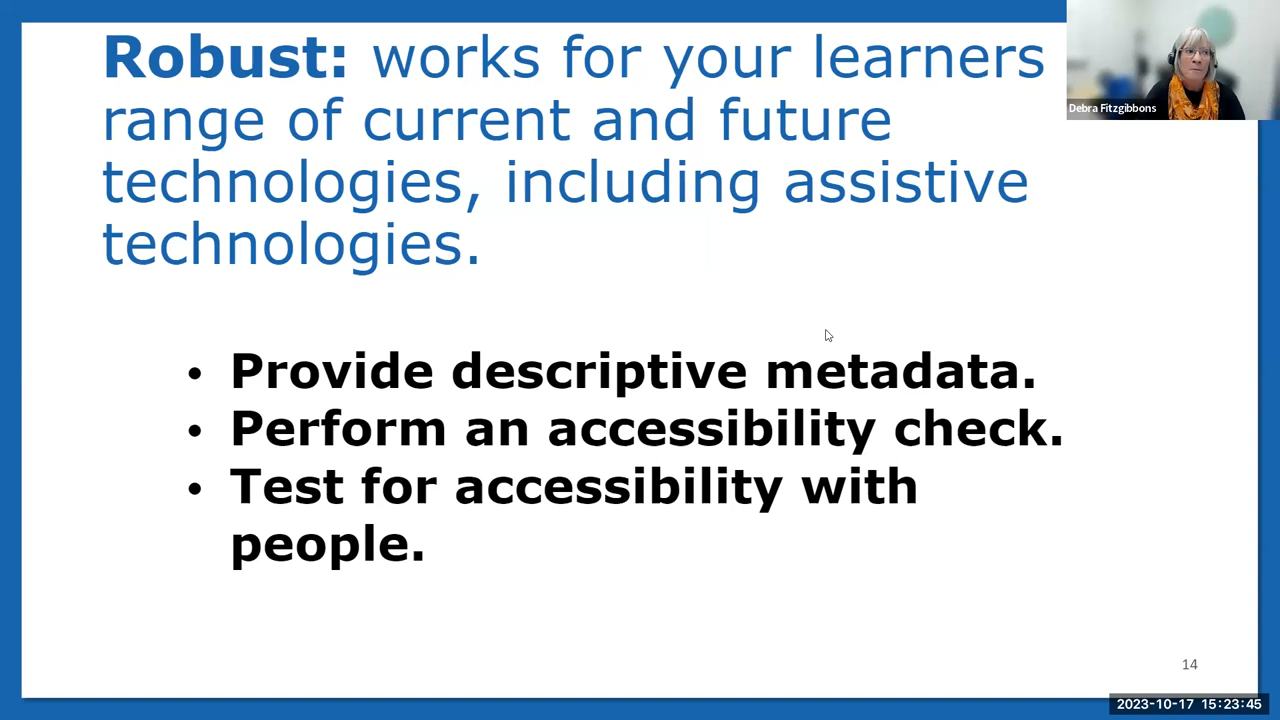 Robust: works for your learners
range of current and future
technologies, including assistive
technologies.
Debra Fitzgibbons
• Provide descriptive metadata.
• Perform an accessibility check.
• Test for accessibility with
people.
14
2023-10-17 15:23:45